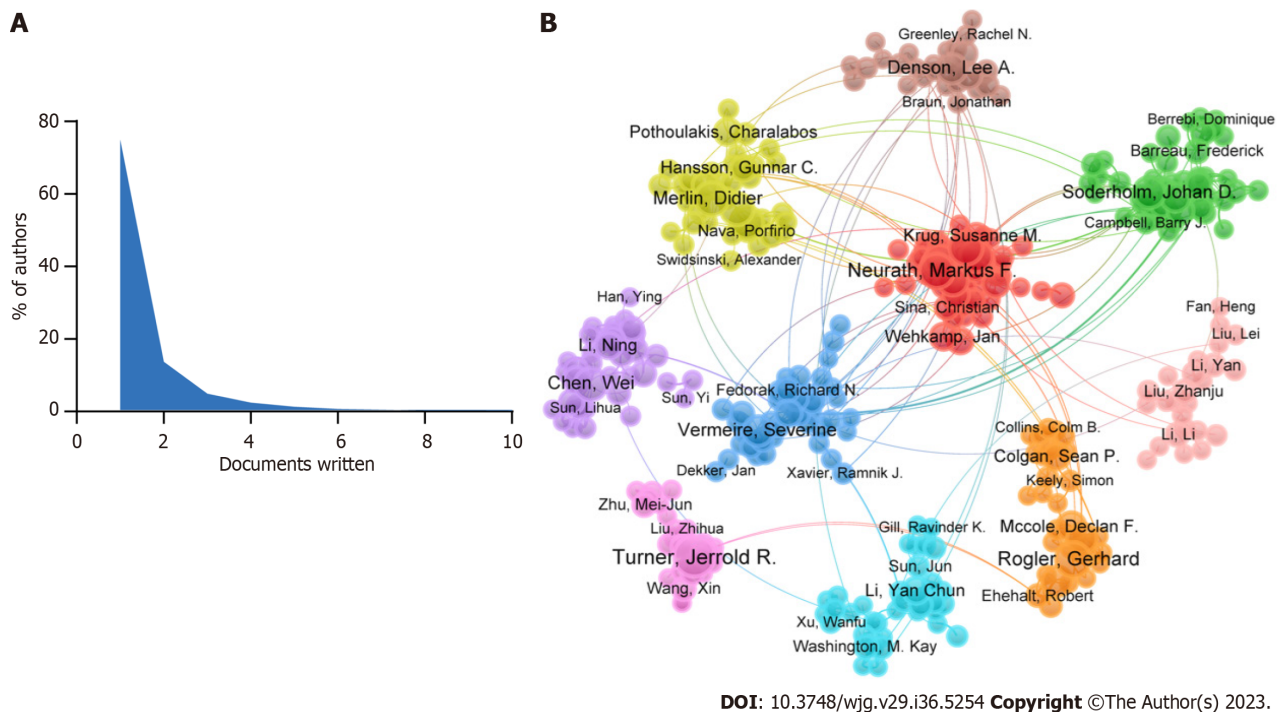 A
% of authors
80
60
40
20
0
0 2 4 6 8 10
Documents written
B
Greenley, Rachel N.
Denson, Lee A.
Braun, Jonathan
Pothoulakis, Charalabos
Hansson, Gunnar C.
Merlin, Didier
Nava, Porfirio
Swidsinski, Alexander
Berrebi, Dominique
Barreau, Frederick
Soderholm, Johan D.
Campbell, Barry J.
Krug, Susanne M.
Neurath, Markus F.
Sina, Christian
Wehkamp, Jan
Han, Ying
Li, Ning
Chen, Wei
Sun, Lihua
Sun, Yi
Fedorak, Richard N.
Vermeire, Severine
Dekker, Jan
Xavier, Ramnik J.
Fan, Heng
Liu, Lei
Li, Yan
Liu, Zhanju
Li, Li
Collins, Colm B.
Colgan, Sean P.
Keely, Simon
Mccole, Declan F.
Rogler, Gerhard
Ehehalt, Robert
Zhu, Mei-Jun
Liu, Zhihua
Turner, Jerrold R.
Wang, Xin
Gill, Ravinder K.
Sun, Jun
Li, Yan Chun
Xu, Wanfu
Washington, M. Kay
DOI: 10.3748/wjg.v29.i36.5254 Copyright ©The Author(s) 2023.